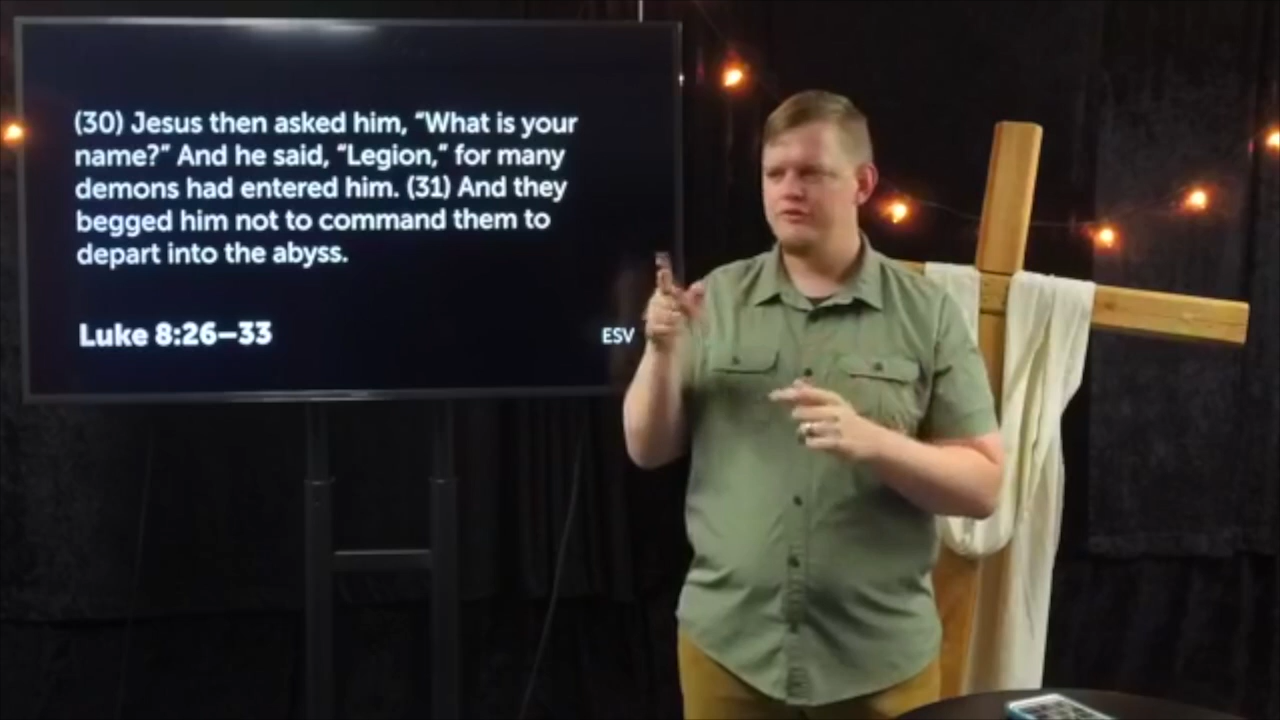 (30) Jesus then asked him, “What is your
name?” And he said, “Legion,” for many
demons had entered him. (31) And they
begged him not to command them to
depart into the abyss.
Luke 8:26–33
ESV